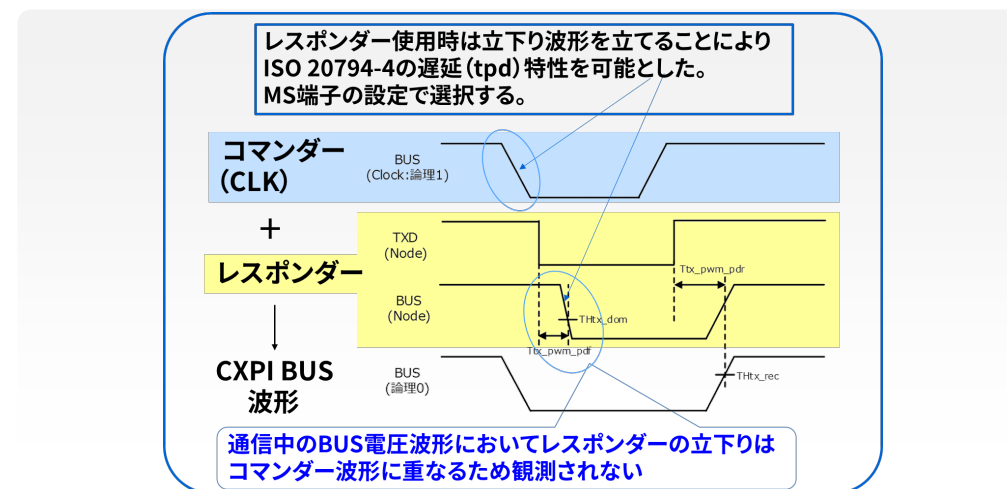 レスポンダー使用時は立下り波形を立てることにより
ISO 20794-4の遅延（tpd）特性を可能とした。
MS端子の設定で選択する。
コマンダー
（CLK）
BUS
(Clock:論理1)
+
TXD
(Node)
Ttx_pwm_pdr
レスポンダー
BUS
(Node)
THtx_dom
Ttx_pwm_pdf
CXPI BUS
波形
BUS
(論理0)
THtx_rec
通信中のBUS電圧波形においてレスポンダーの立下りは
コマンダー波形に重なるため観測されない